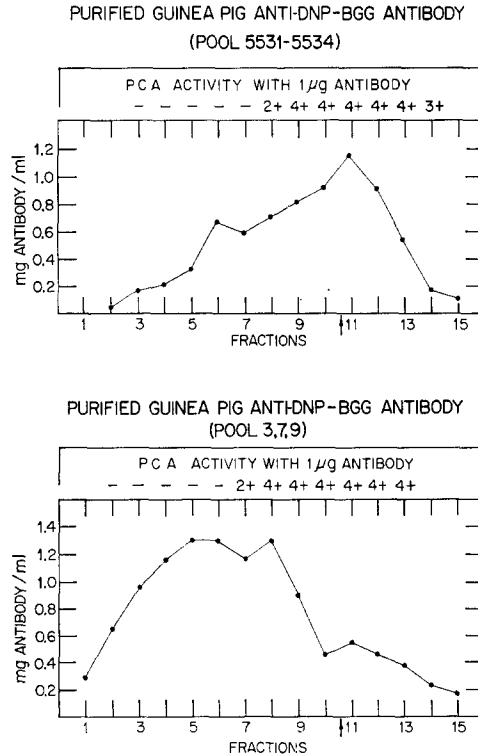 PURIFIED GUINEA PIG ANTI-DNP-BGG ANTIBODY
(POOL 5531-5534)
PCA ACTIVITY WITH 1 µg ANTIBODY
– – – – – 2+ 4+ 4+ 4+ 4+ 4+ 3+
mg ANTIBODY/ml
1.2
1.0
0.8
0.6
0.4
0.2
1 3 5 7 9 11 13 15
FRACTIONS
PURIFIED GUINEA PIG ANTI-DNP-BGG ANTIBODY
(POOL 3,7,9)
PCA ACTIVITY WITH 1 µg ANTIBODY
– – – – – 2+ 4+ 4+ 4+ 4+ 4+ 4+
mg ANTIBODY/ml
1.4
1.2
1.0
0.8
0.6
0.4
0.2
1 3 5 7 9 11 13 15
FRACTIONS